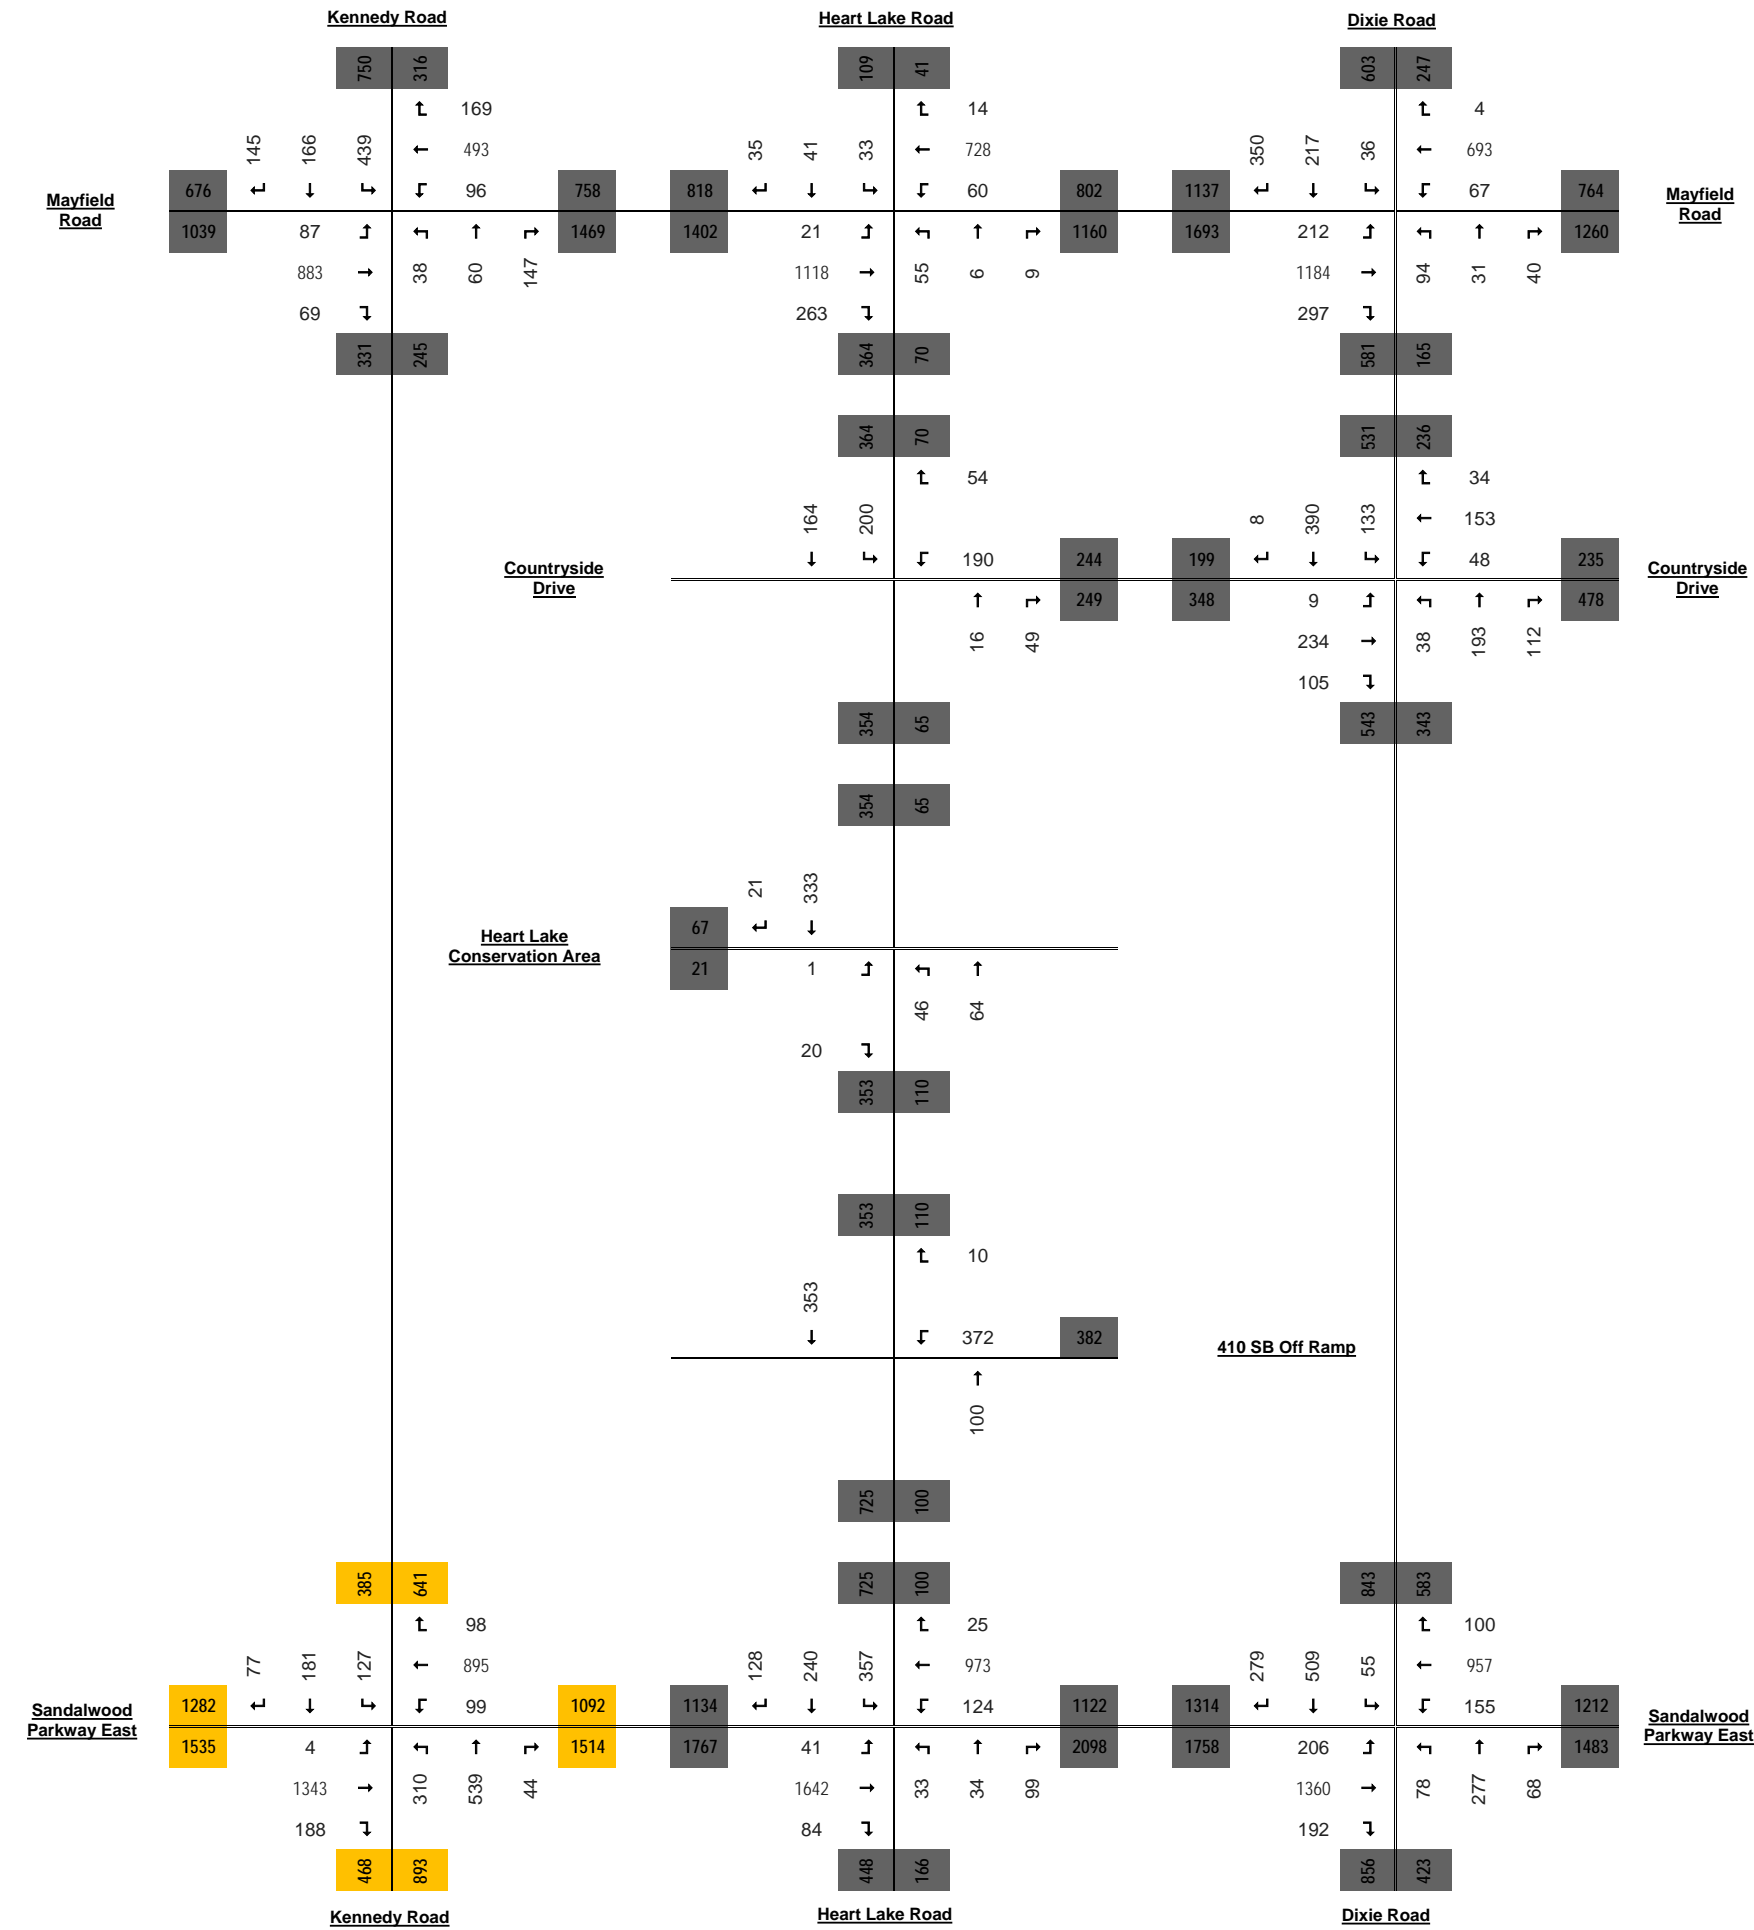 Kennedy Road Heart Lake Road Dixie Road
750 316 109 41 603 247
169 14 4
145 166 439 493 35 41 33 728 350 217 36 693
676 96 758 818 60 802 1137 67 764
Mayfield Road Mayfield Road
1039 87 1469 1402 21 1160 1693 212 1260
883 38 60 147 1118 55 6 9 1184 94 31 40
69 263 297
331 245 364 70 581 165
364 70 531 236
54 34
164 200 8 390 133 153
190 244 199 48 235
Countryside Drive Countryside Drive
249 348 9 478
16 49 234 38 193 112
105
354 65 543 343
354 65
21 333
67
Heart Lake
Conservation Area
21 1
46 64
20
353 110
353 110
10
353
372 382
410 SB Off Ramp
100
725 100
385 641 725 100 843 583
98 25 100
77 181 127 895 128 240 357 973 279 509 55 957
1282 99 1092 1134 124 1122 1314 155 1212
Sandalwood Parkway East Sandalwood Parkway East
1535 4 1514 1767 41 2098 1758 206 1483
1343 310 539 44 1642 33 34 99 1360 78 277 68
188 84 192
468 893 448 166 856 423
Kennedy Road Heart Lake Road Dixie Road